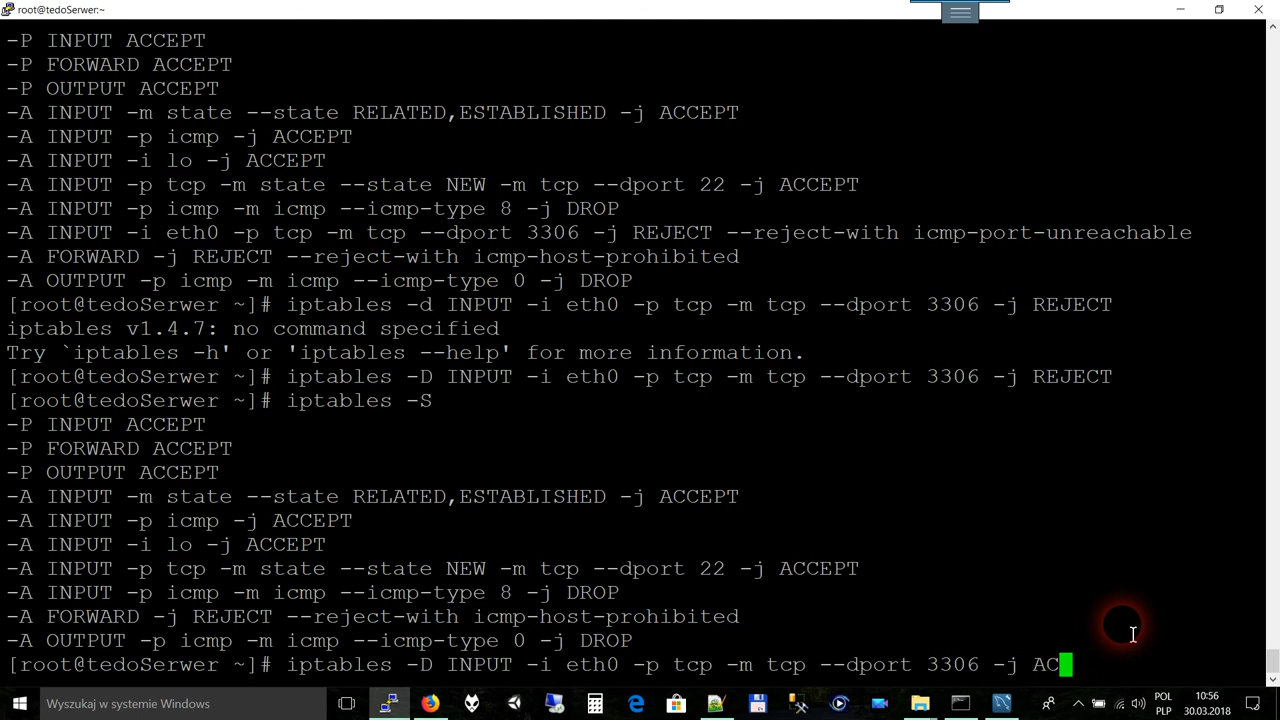 root@tedoSerwer:~
-P INPUT ACCEPT
-P FORWARD ACCEPT
-P OUTPUT ACCEPT
-A INPUT -m state --state RELATED,ESTABLISHED -j ACCEPT
-A INPUT -p icmp -j ACCEPT
-A INPUT -i lo -j ACCEPT
-A INPUT -p tcp -m state --state NEW -m tcp --dport 22 -j ACCEPT
-A INPUT -p icmp -m icmp --icmp-type 8 -j DROP
-A INPUT -i eth0 -p tcp -m tcp --dport 3306 -j REJECT --reject-with icmp-port-unreachable
-A FORWARD -j REJECT --reject-with icmp-host-prohibited
-A OUTPUT -p icmp -m icmp --icmp-type 0 -j DROP
[root@tedoSerwer ~]# iptables -d INPUT -i eth0 -p tcp -m tcp --dport 3306 -j REJECT
iptables v1.4.7: no command specified
Try `iptables -h' or 'iptables --help' for more information.
[root@tedoSerwer ~]# iptables -D INPUT -i eth0 -p tcp -m tcp --dport 3306 -j REJECT
[root@tedoSerwer ~]# iptables -S
-P INPUT ACCEPT
-P FORWARD ACCEPT
-P OUTPUT ACCEPT
-A INPUT -m state --state RELATED,ESTABLISHED -j ACCEPT
-A INPUT -p icmp -j ACCEPT
-A INPUT -i lo -j ACCEPT
-A INPUT -p tcp -m state --state NEW -m tcp --dport 22 -j ACCEPT
-A INPUT -p icmp -m icmp --icmp-type 8 -j DROP
-A FORWARD -j REJECT --reject-with icmp-host-prohibited
-A OUTPUT -p icmp -m icmp --icmp-type 0 -j DROP
[root@tedoSerwer ~]# iptables -D INPUT -i eth0 -p tcp -m tcp --dport 3306 -j AC
Wyszukaj w systemie Windows
POL 10:56
PLP 30.03.2018